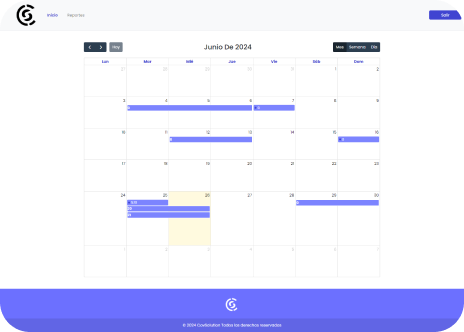 Inicio Reportes Salir
Hoy Junio De 2024 Mes Semana Día
Lun Mar Mié Jue Vie Sáb Dom
27 28 29 30 31 1 2
3 4 5 6 7 8 9
10 11 12 13 14 15 16
17 18 19 20 21 22 23
24 25 26 27 28 29 30
1 2 3 4 5 6 7
© 2024 Todos los derechos reservados